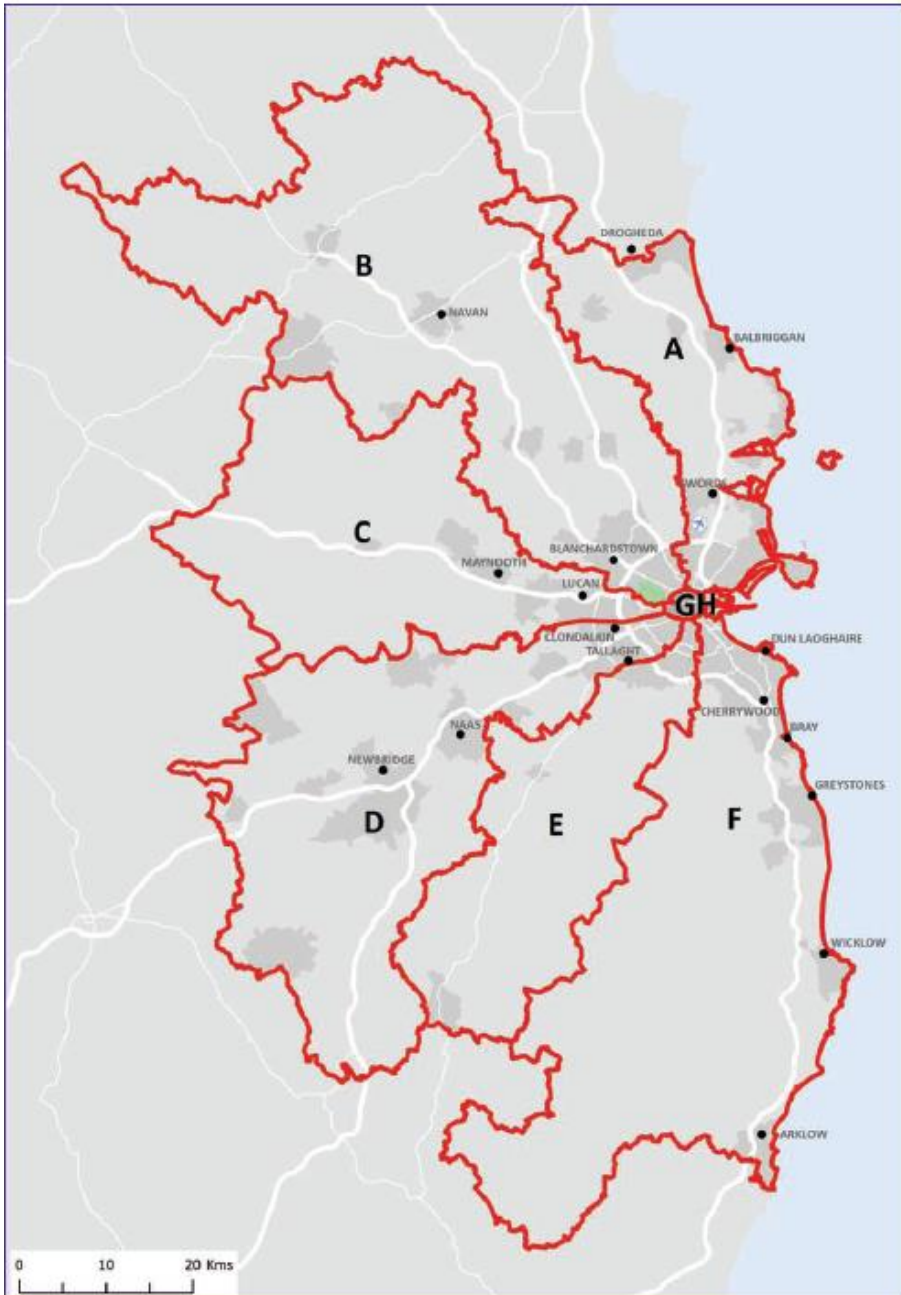 DROGHEDA
B
NAVAN
A
BALBRIGGAN
SWORDS
C
BLANCHARDSTOWN
MAYNOOTH
LUCAN
GH
CLONDALKIN
DUN LAOGHAIRE
TALLAGHT
CHERRYWOOD
NAAS
BRAY
NEWBRIDGE
GREYSTONES
D
E
F
WICKLOW
ARKLOW
0 10 20 Kms